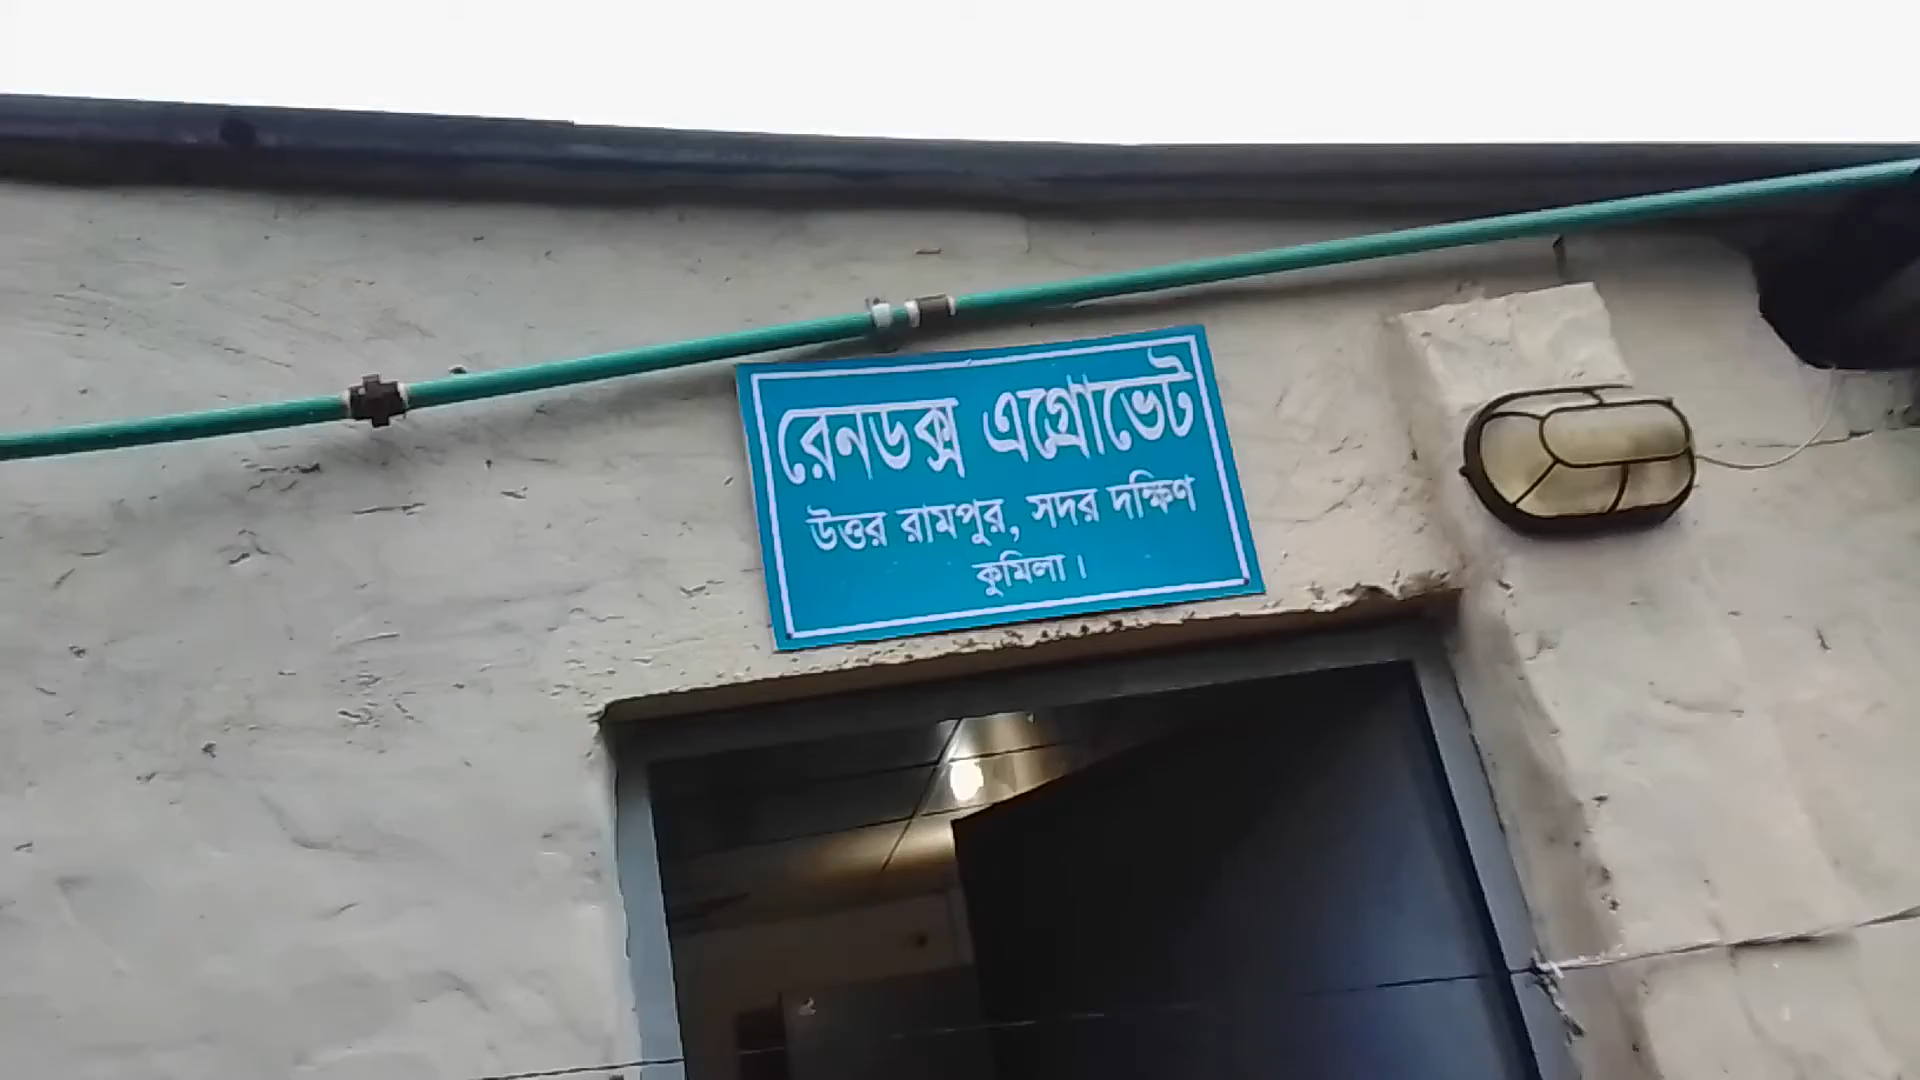 রেনডক্স এগ্রোভেট
উত্তর রামপুর, সদর দক্ষিণ
কুমিলা।